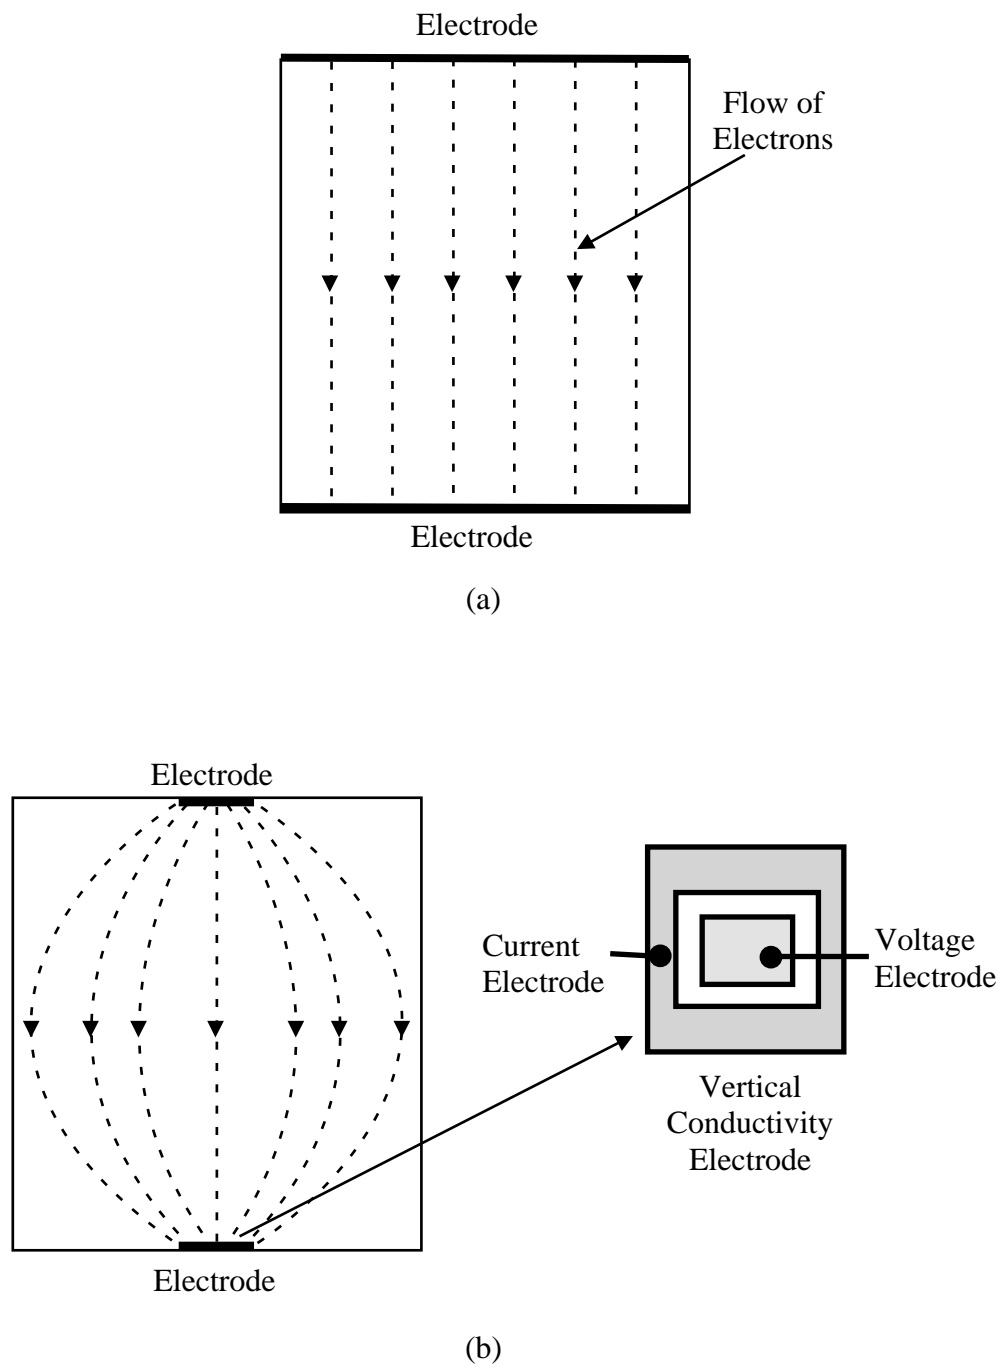 Electrode
Flow of
Electrons
Electrode
(a)
Electrode
Current
Electrode
Voltage
Electrode
Vertical
Conductivity
Electrode
Electrode
(b)